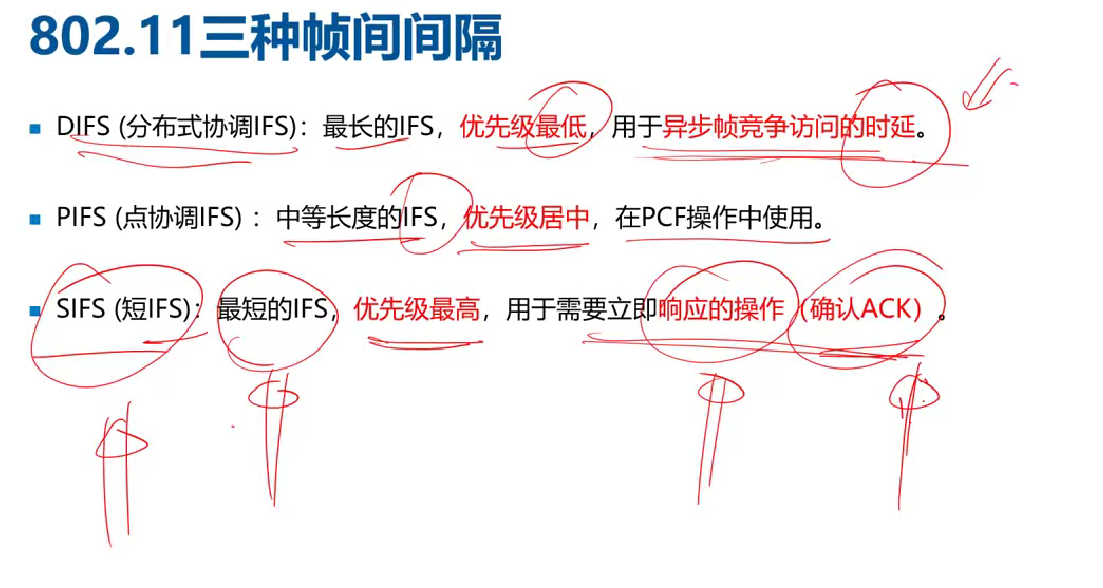 802.11三种帧间间隔
DIFS (分布式协调IFS)：最长的IFS，优先级最低，用于异步帧竞争访问的时延。
PIFS (点协调IFS) ：中等长度的IFS，优先级居中，在PCF操作中使用。
SIFS (短IFS)：最短的IFS，优先级最高，用于需要立即响应的操作（确认ACK）。